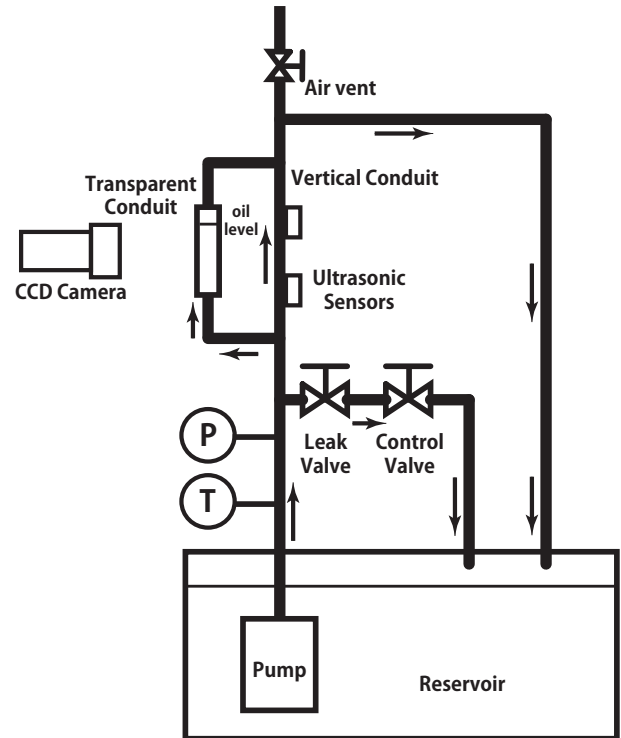 Air vent
Vertical Conduit
Transparent
Conduit
oil
level
CCD Camera
Ultrasonic
Sensors
P
Leak
Valve
Control
Valve
T
Pump
Reservoir